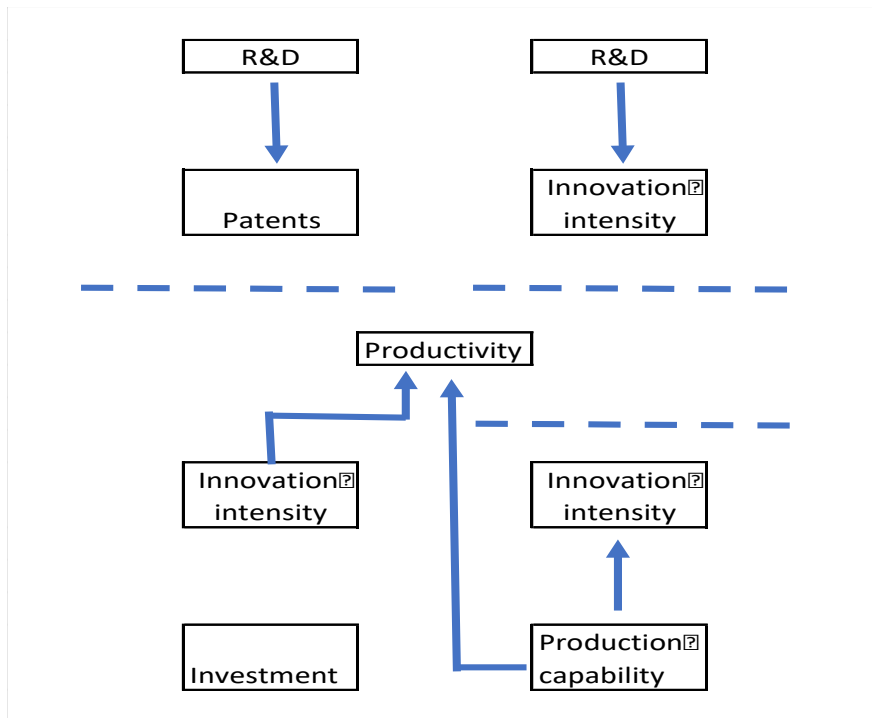 R&D
R&D
Patents
Innovation⍰
intensity
Productivity
Innovation⍰
intensity
Innovation⍰
intensity
Investment
Production⍰
capability